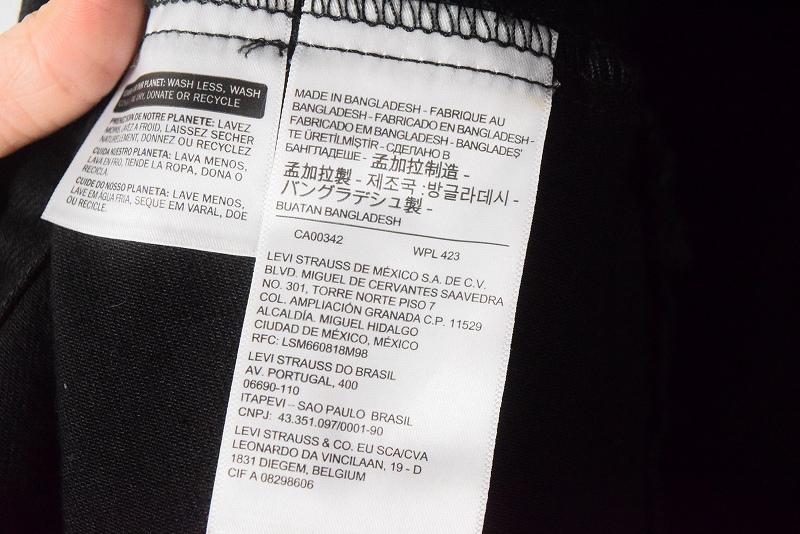 PLANET: WASH LESS, WASH
DRY, DONATE OR RECYCLE
DE NOTRE PLANETE: LAVEZ
MOINS, LAVEZ A FROID, LAISSEZ SECHER
NATURELLEMENT, DONNEZ OU RECYCLEZ
CUIDA NUESTRO PLANETA: LAVA MENOS,
LAVA EN FRIO, TIENDE LA ROPA, DONA O
RECICLA.
CUIDE DO NOSSO PLANETA: LAVE MENOS,
LAVE EM ÁGUA FRIA, SEQUE EM VARAL, DOE
OU RECICLE.
MADE IN BANGLADESH - FABRIQUE AU
BANGLADESH - FABRICADO EN BANGLADESH -
FABRICADO EM BANGLADESH - BANGLADEŞ'
TE ÜRETİLMİŞTİR - СДЕЛАНО В
БАНГЛАДЕШЕ - 孟加拉制造 -
孟加拉製 - 제조국 : 방글라데시 -
バングラデシュ製 -
BUATAN BANGLADESH
CA00342 WPL 423
LEVI STRAUSS DE MÉXICO S.A. DE C.V.
BLVD. MIGUEL DE CERVANTES SAAVEDRA
NO. 301, TORRE NORTE PISO 7
COL. AMPLIACIÓN GRANADA C.P. 11529
ALCALDÍA. MIGUEL HIDALGO
CIUDAD DE MÉXICO, MÉXICO
RFC: LSM660818M98
LEVI STRAUSS DO BRASIL
AV. PORTUGAL, 400
06690-110
ITAPEVI – SAO PAULO BRASIL
CNPJ: 43.351.097/0001-90
LEVI STRAUSS & CO. EU SCA/CVA
LEONARDO DA VINCILAAN, 19 - D
1831 DIEGEM, BELGIUM
CIF A 08298606